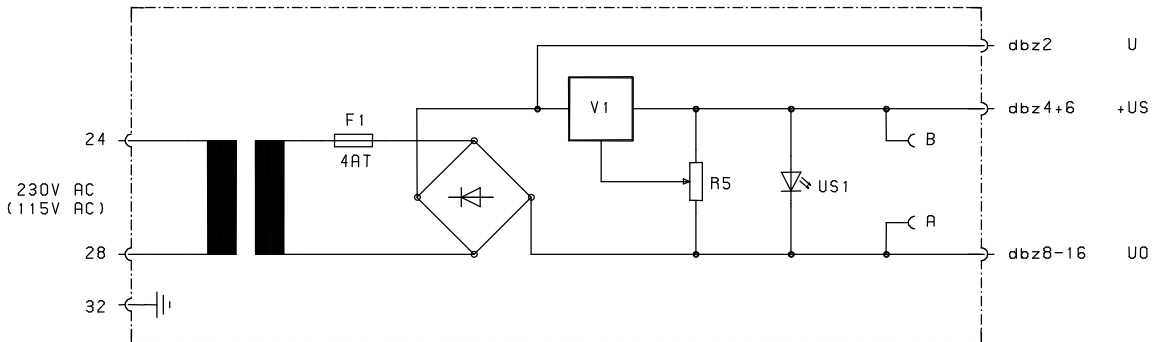 dbz2 U
V1
dbz4+6 +US
F1
24
B
4AT
R5
US1
230V AC
(115V AC)
A
28
dbz8-16 U0
32